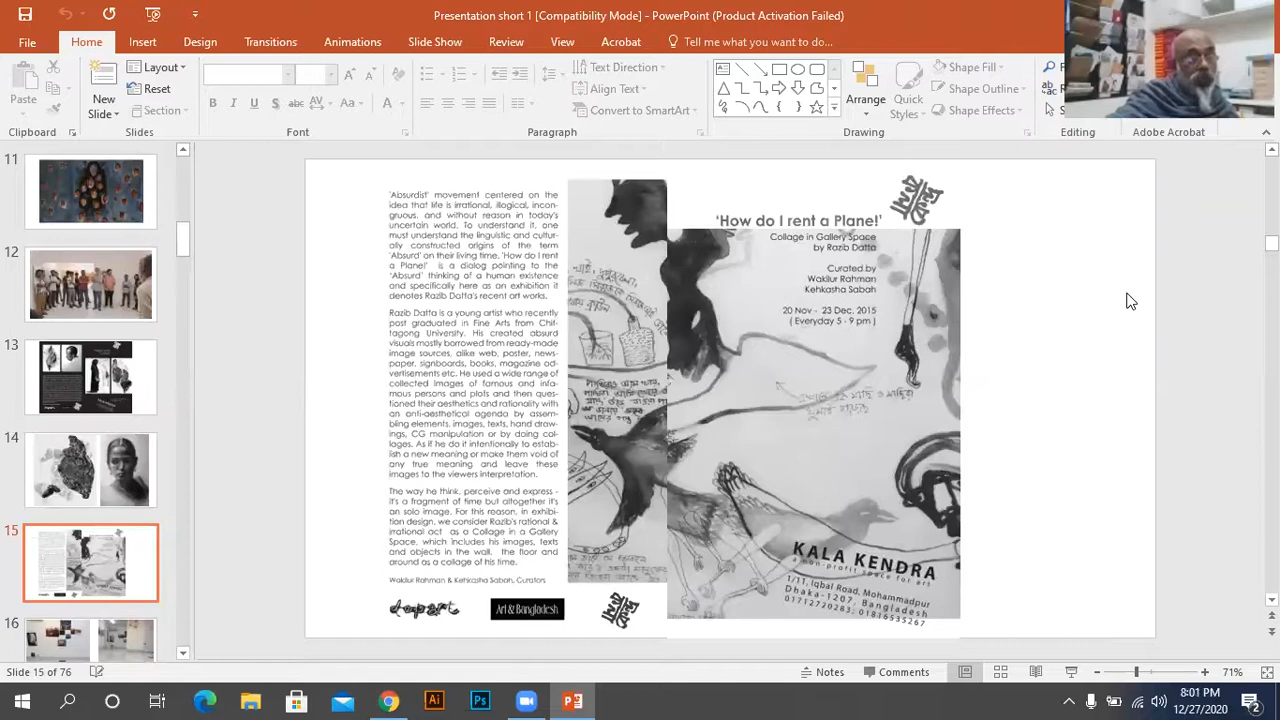 Presentation short 1 [Compatibility Mode] - PowerPoint (Product Activation Failed)
File Home Insert Design Transitions Animations Slide Show Review View Acrobat Tell me what you want to do...
Paste
New Slide
Layout
Reset
Section
Text Direction
Align Text
Convert to SmartArt
Arrange
Quick Styles
Shape Fill
Shape Outline
Shape Effects
Clipboard Slides Font Paragraph Drawing Editing Adobe Acrobat
11
12
13
14
15
16
'Absurdist' movement centered on the
idea that life is irrational, illogical, incon-
gruous, and without reason in today's
uncertain world. To understand it, one
must understand the linguistic and cultur-
ally constructed origins of the term
'Absurd' on their living time. 'How do I rent
a Plane!' is a dialog pointing to the
'Absurd' thinking of a human existence
and specifically here as an exhibition it
denotes Razib Datta's recent art works.
Razib Datta is a young artist who recently
post graduated in Fine Arts from Chit-
tagong University. His created absurd
visuals mostly borrowed from ready-made
image sources, alike web, poster, news-
paper, signboards, books, magazine ad-
vertisements etc. He used a wide range of
collected images of famous and infa-
mous persons and plots and then ques-
tioned their aesthetics and rationality with
an anti-aesthetical agenda by assem-
bling elements, images, texts, hand draw-
ings, CG manipulation or by doing col-
lages. As if he do it intentionally to estab-
lish a new meaning or make them void of
any true meaning and leave these
images to the viewers interpretation.
The way he think, perceive and express -
it's a fragment of time but altogether it's
an solo image. For this reason, in exhibi-
tion design, we consider Razib's rational &
irrational act as a Collage in a Gallery
Space, which includes his images, texts
and objects in the wall, the floor and
around as a collage of his time.
Wakilur Rahman & Kehkasha Sabah, Curators
depart
Art & Bangladesh
'How do I rent a Plane!'
Collage in Gallery Space
by Razib Datta
Curated by
Wakilur Rahman
Kehkasha Sabah
20 Nov - 23 Dec. 2015
( Everyday 5 - 9 pm )
KALA KENDRA
a non-profit space for art
1/11, Iqbal Road, Mohammadpur
Dhaka-1207, Bangladesh
01712720283; 01816535267
Slide 15 of 76
Notes Comments 71%
8:01 PM
12/27/2020
2